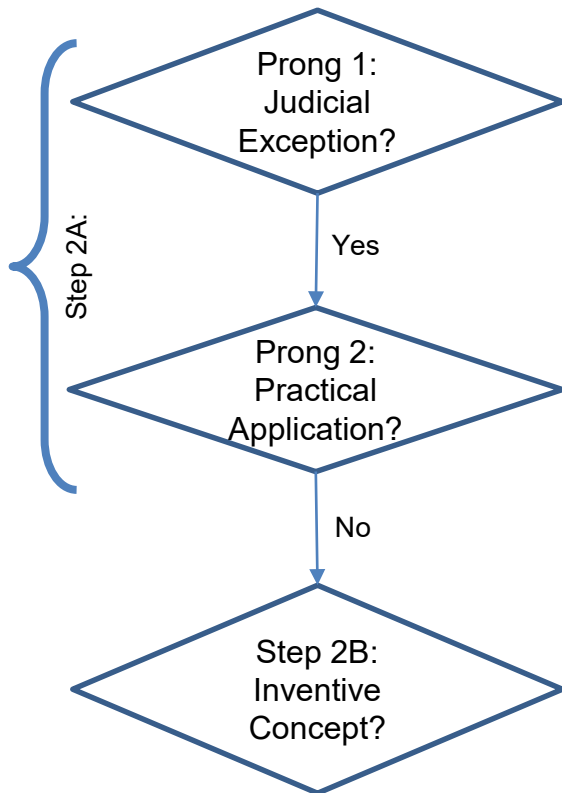 Prong 1:
Judicial
Exception?
Yes
Step 2A:
Prong 2:
Practical
Application?
No
Step 2B:
Inventive
Concept?